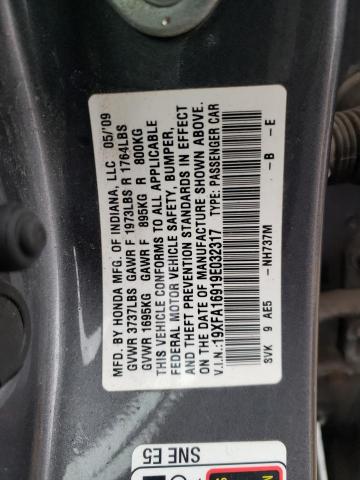 MFD. BY HONDA MFG. OF INDIANA, LLC 05/'09
GVWR 3737LBS GAWR F 1973LBS R 1764LBS
GVWR 1695KG GAWR F 895KG R 800KG
THIS VEHICLE CONFORMS TO ALL APPLICABLE
FEDERAL MOTOR VEHICLE SAFETY, BUMPER,
AND THEFT PREVENTION STANDARDS IN EFFECT
ON THE DATE OF MANUFACTURE SHOWN ABOVE.
V.I.N.: 19XFA16919E032317 TYPE: PASSENGER CAR
SVK 9 AE5 -NH737M -B -E
SNE E5